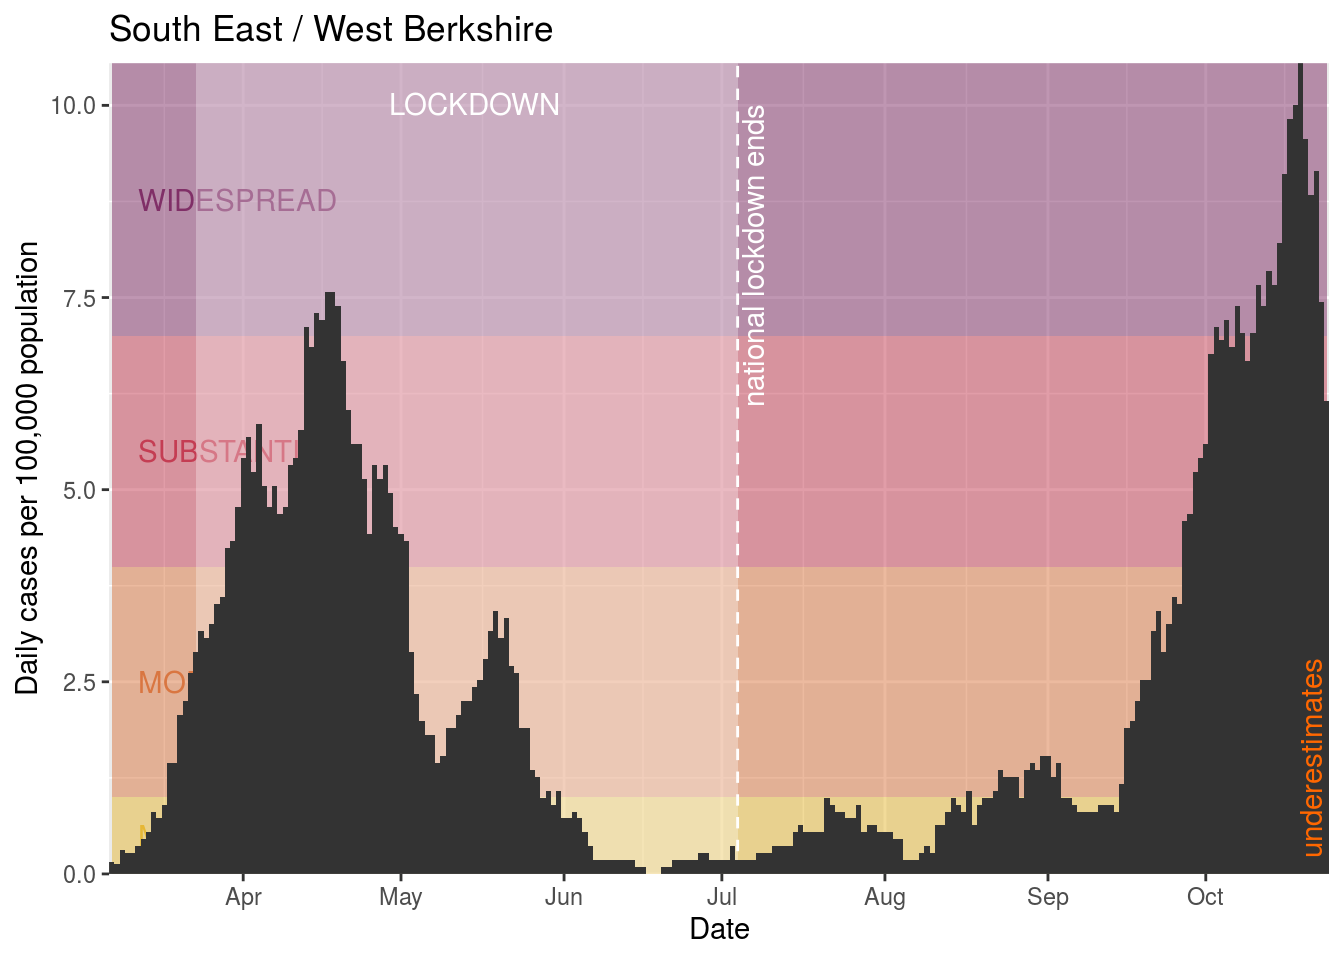 South East / West Berkshire
Daily cases per 100,000 population
10.0
7.5
5.0
2.5
0.0
LOCKDOWN
WIDESPREAD
SUBSTANTI
MO
national lockdown ends
underestimates
Apr
May
Jun
Jul
Aug
Sep
Oct
Date